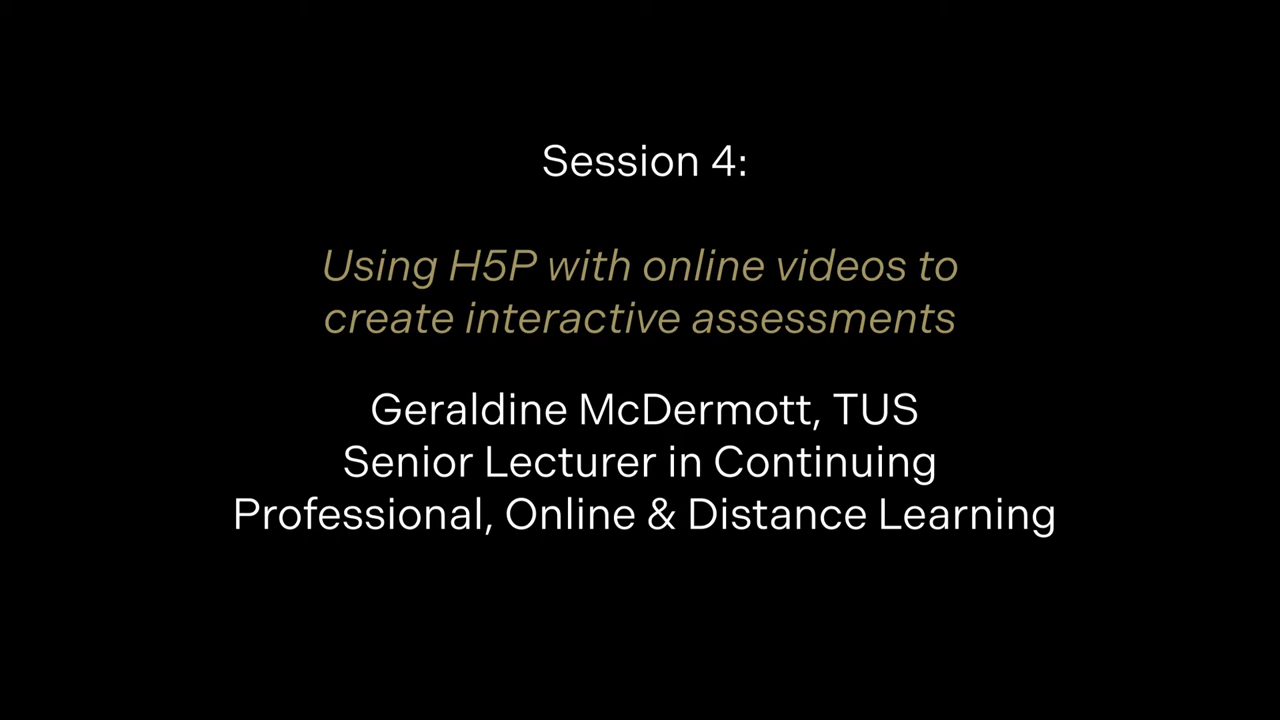 Session 4:
Using H5P with online videos to
create interactive assessments
Geraldine McDermott, TUS
Senior Lecturer in Continuing
Professional, Online & Distance Learning